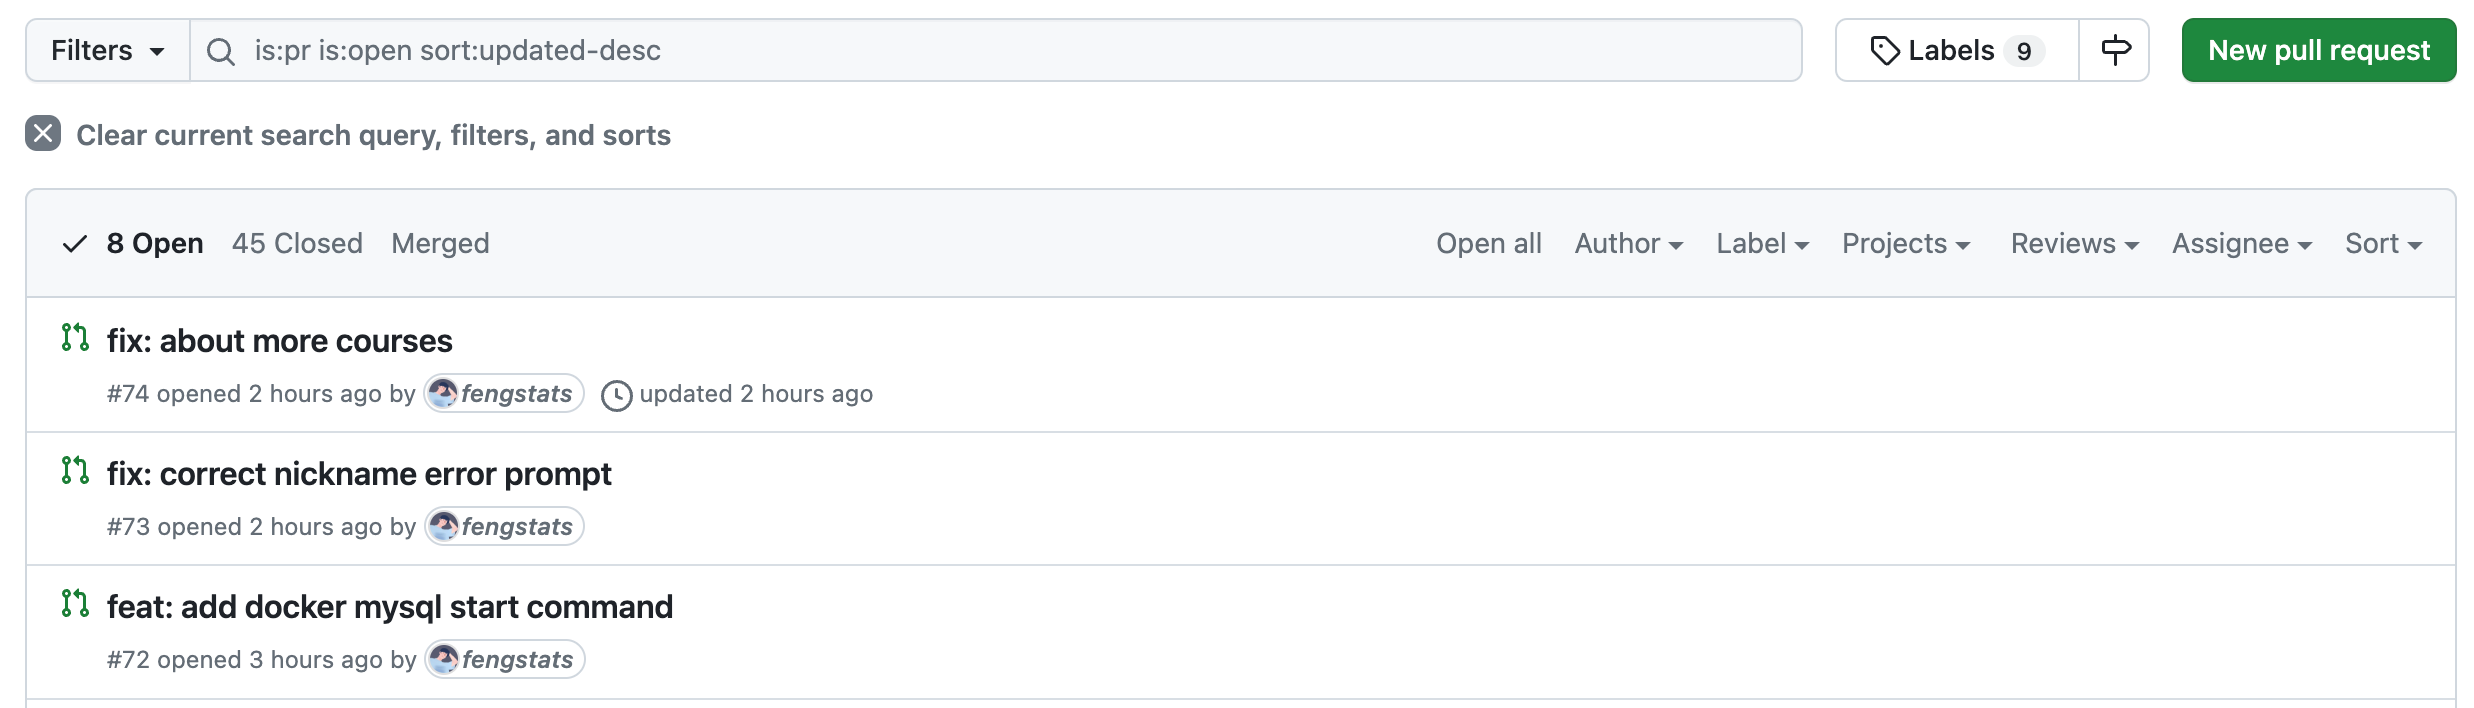 Filters is:pr is:open sort:updated-desc Labels 9 New pull request
Clear current search query, filters, and sorts
8 Open 45 Closed Merged Open all Author Label Projects Reviews Assignee Sort
fix: about more courses
#74 opened 2 hours ago by fengstats updated 2 hours ago
fix: correct nickname error prompt
#73 opened 2 hours ago by fengstats
feat: add docker mysql start command
#72 opened 3 hours ago by fengstats